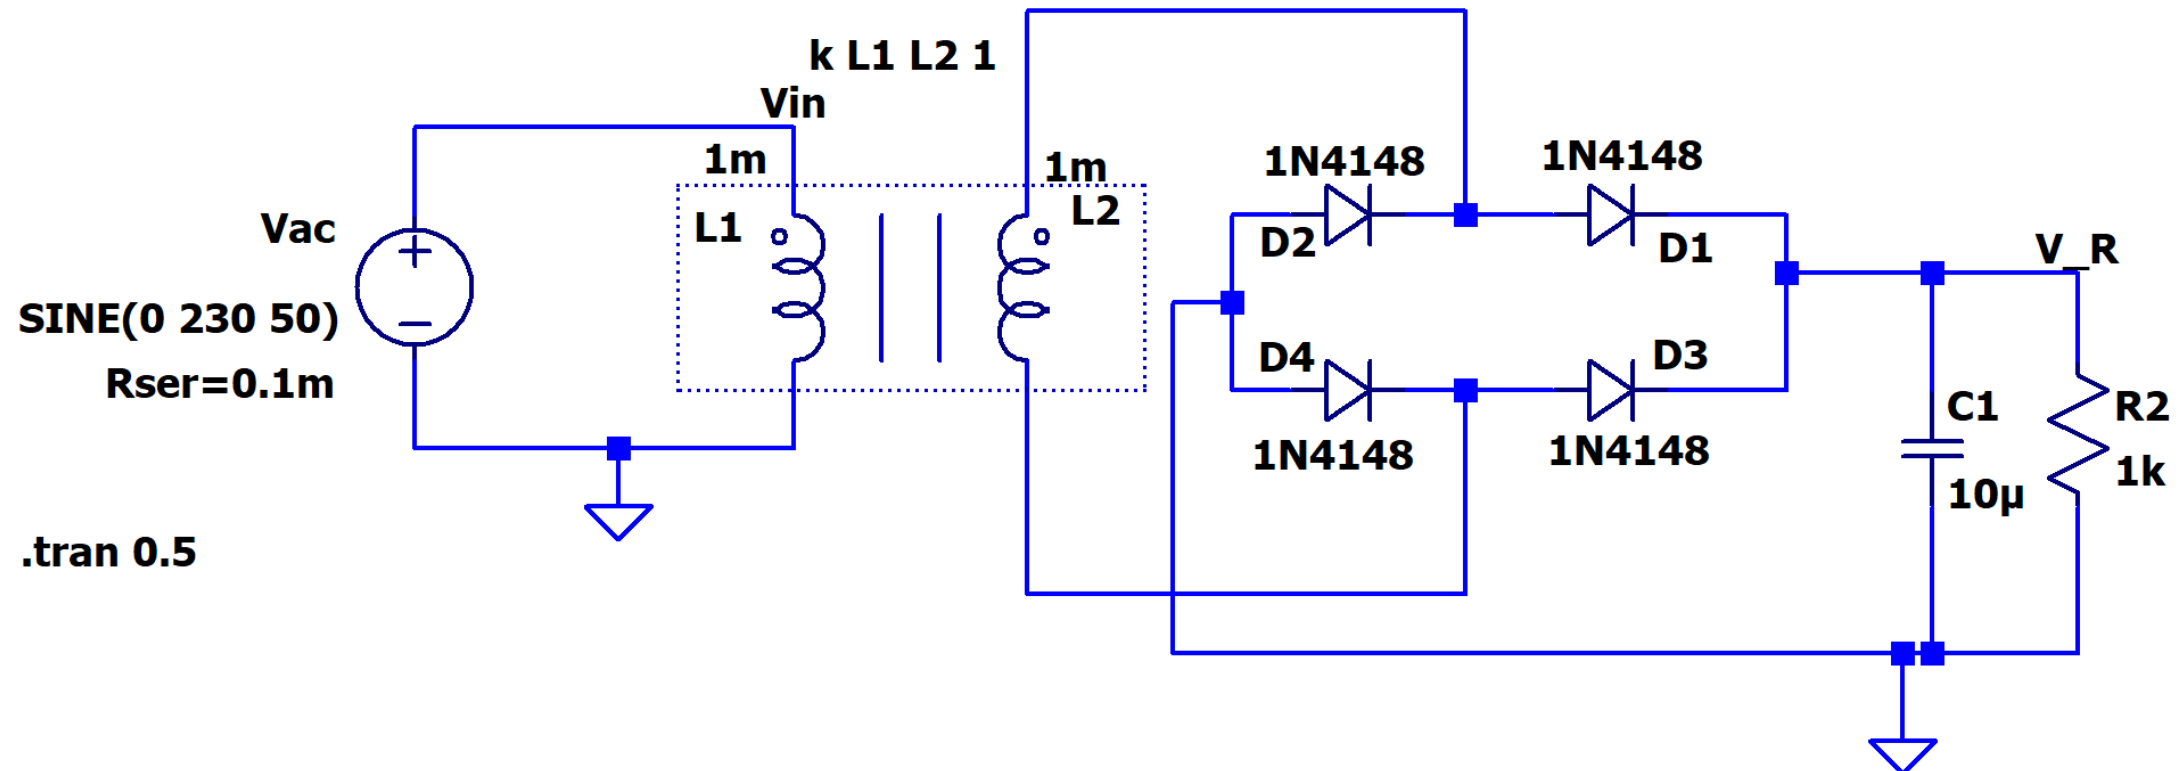 k L1 L2 1
Vin
1m
1m
L1
L2
Vac
SINE(0 230 50)
Rser=0.1m
.tran 0.5
1N4148
1N4148
D2
D1
D4
D3
1N4148
1N4148
V_R
C1
10µ
R2
1k